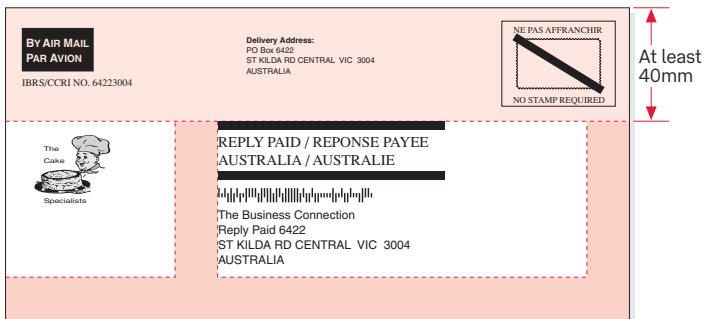 BY AIR MAIL
PAR AVION
IBRS/CCRI NO. 64223004
Delivery Address:
PO Box 6422
ST KILDA RD CENTRAL VIC 3004
AUSTRALIA
NE PAS AFFRANCHIR
NO STAMP REQUIRED
At least
40mm
The
Cake
Specialists
REPLY PAID / REPONSE PAYEE
AUSTRALIA / AUSTRALIE
The Business Connection
Reply Paid 6422
ST KILDA RD CENTRAL VIC 3004
AUSTRALIA